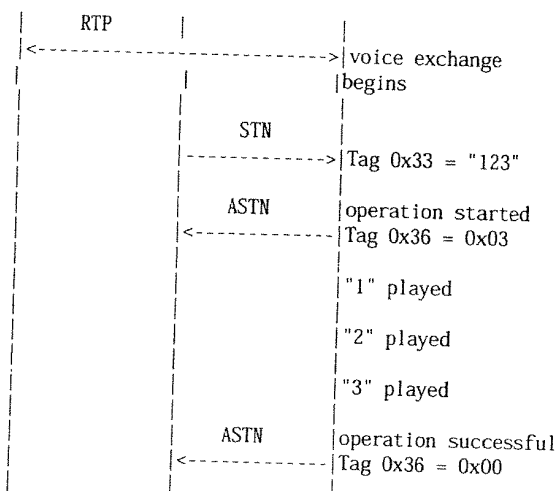 RTP
voice exchange
begins
STN
Tag 0x33 = "123"
ASTN operation started
Tag 0x36 = 0x03
"1" played
"2" played
"3" played
ASTN operation successful
Tag 0x36 = 0x00